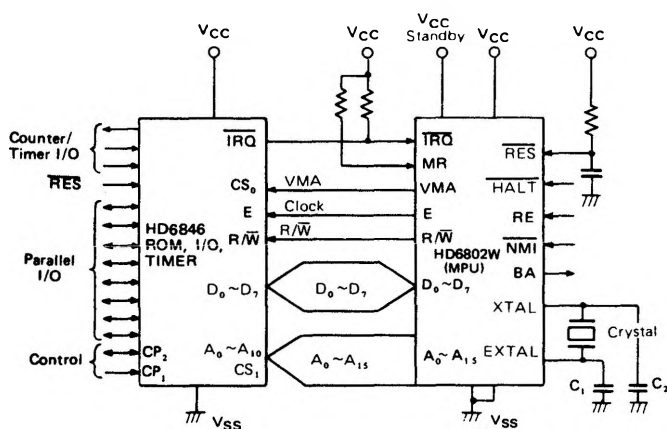 VCC
VCC
VCC
Standby
VCC
VCC
Counter/
Timer I/O
RES
Parallel
I/O
Control
HD6846
ROM, I/O,
TIMER
CP2
CP1
IRQ
CS0
E
R/W
D0~D7
A0~A10
CS1
VSS
VMA
Clock
R/W
D0~D7
A0~A15
IRQ
MR
VMA
E
R/W
HD6802W
(MPU)
D0~D7
A0~A15
RES
HALT
RE
NMI
BA
XTAL
EXTAL
VSS
Crystal
C1
C2